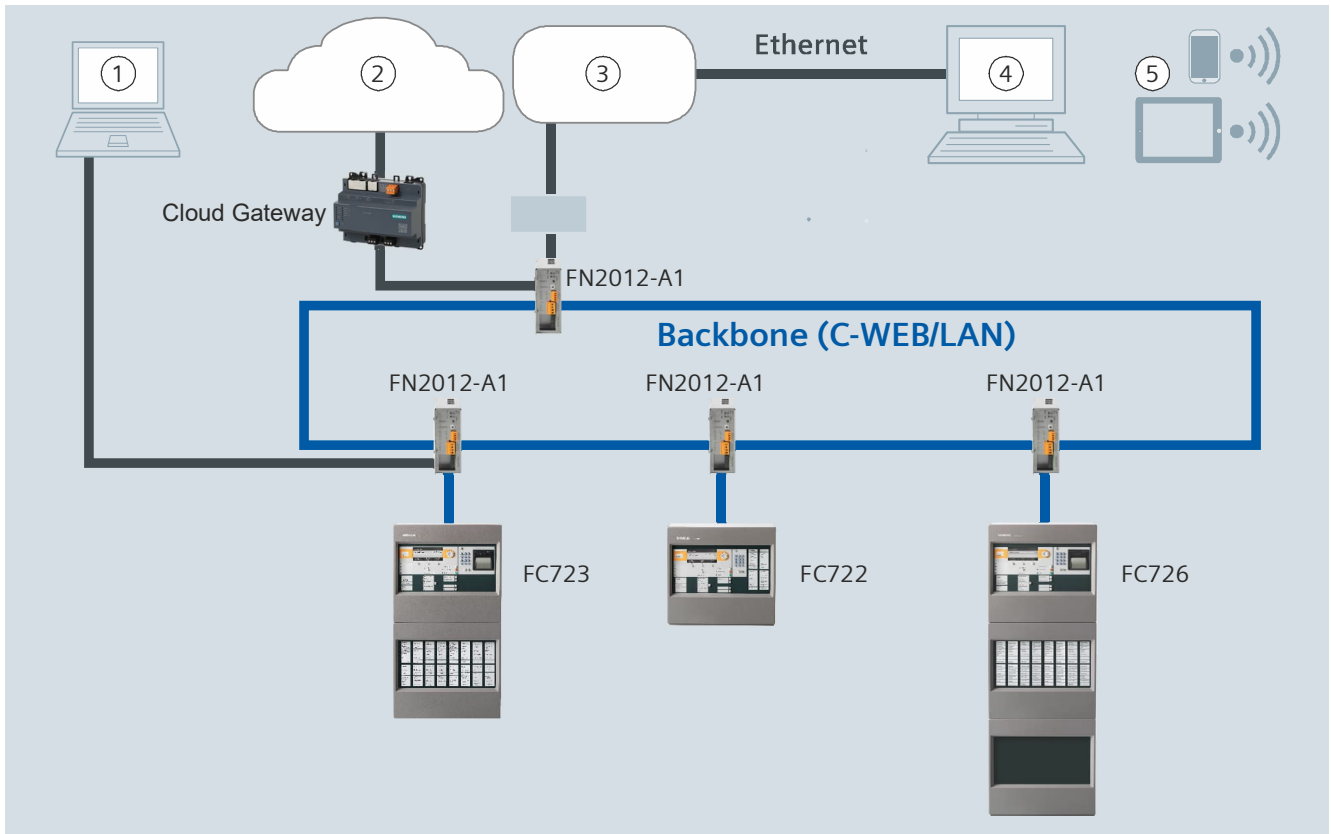 1
2
3
Ethernet
4
5
Cloud Gateway
FN2012-A1
Backbone (C-WEB/LAN)
FN2012-A1
FN2012-A1
FN2012-A1
FC723
FC722
FC726